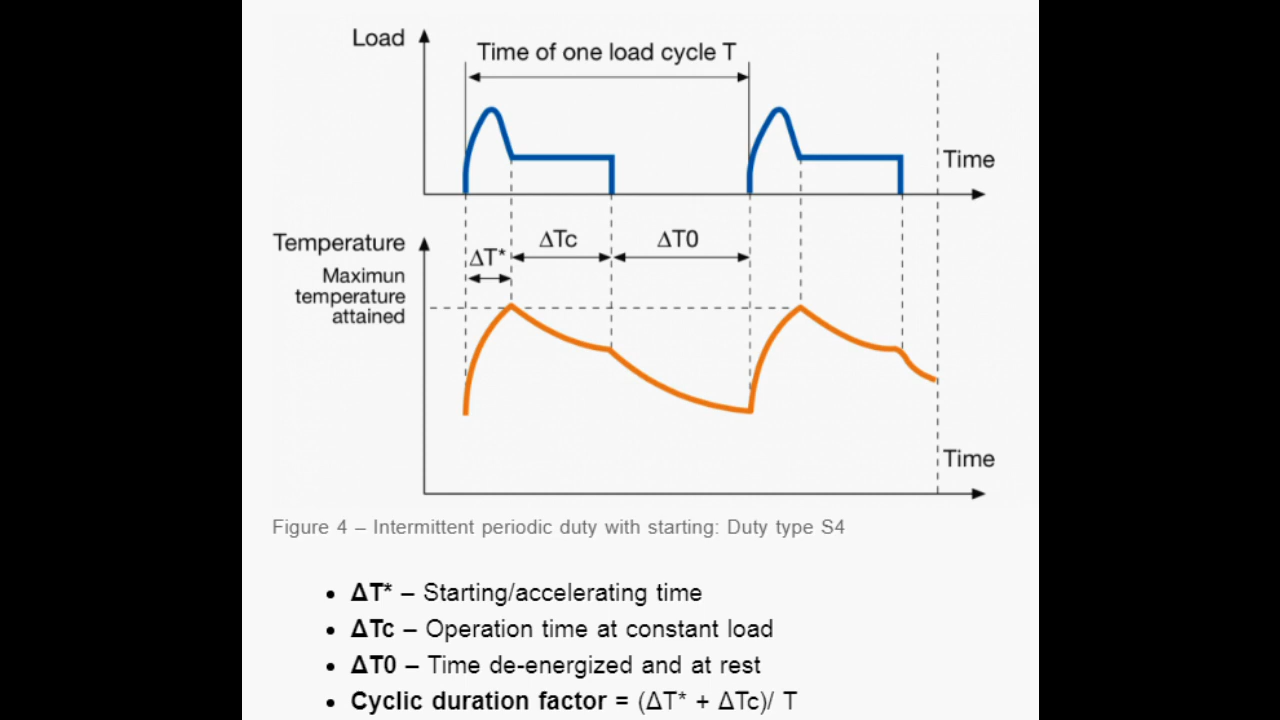 Load
Time of one load cycle T
Time
Temperature
ΔTc
ΔT0
ΔT*
Maximun
temperature
attained
Time
Figure 4 – Intermittent periodic duty with starting: Duty type S4
• ΔT* – Starting/accelerating time
• ΔTc – Operation time at constant load
• ΔT0 – Time de-energized and at rest
• Cyclic duration factor = (ΔT* + ΔTc)/ T